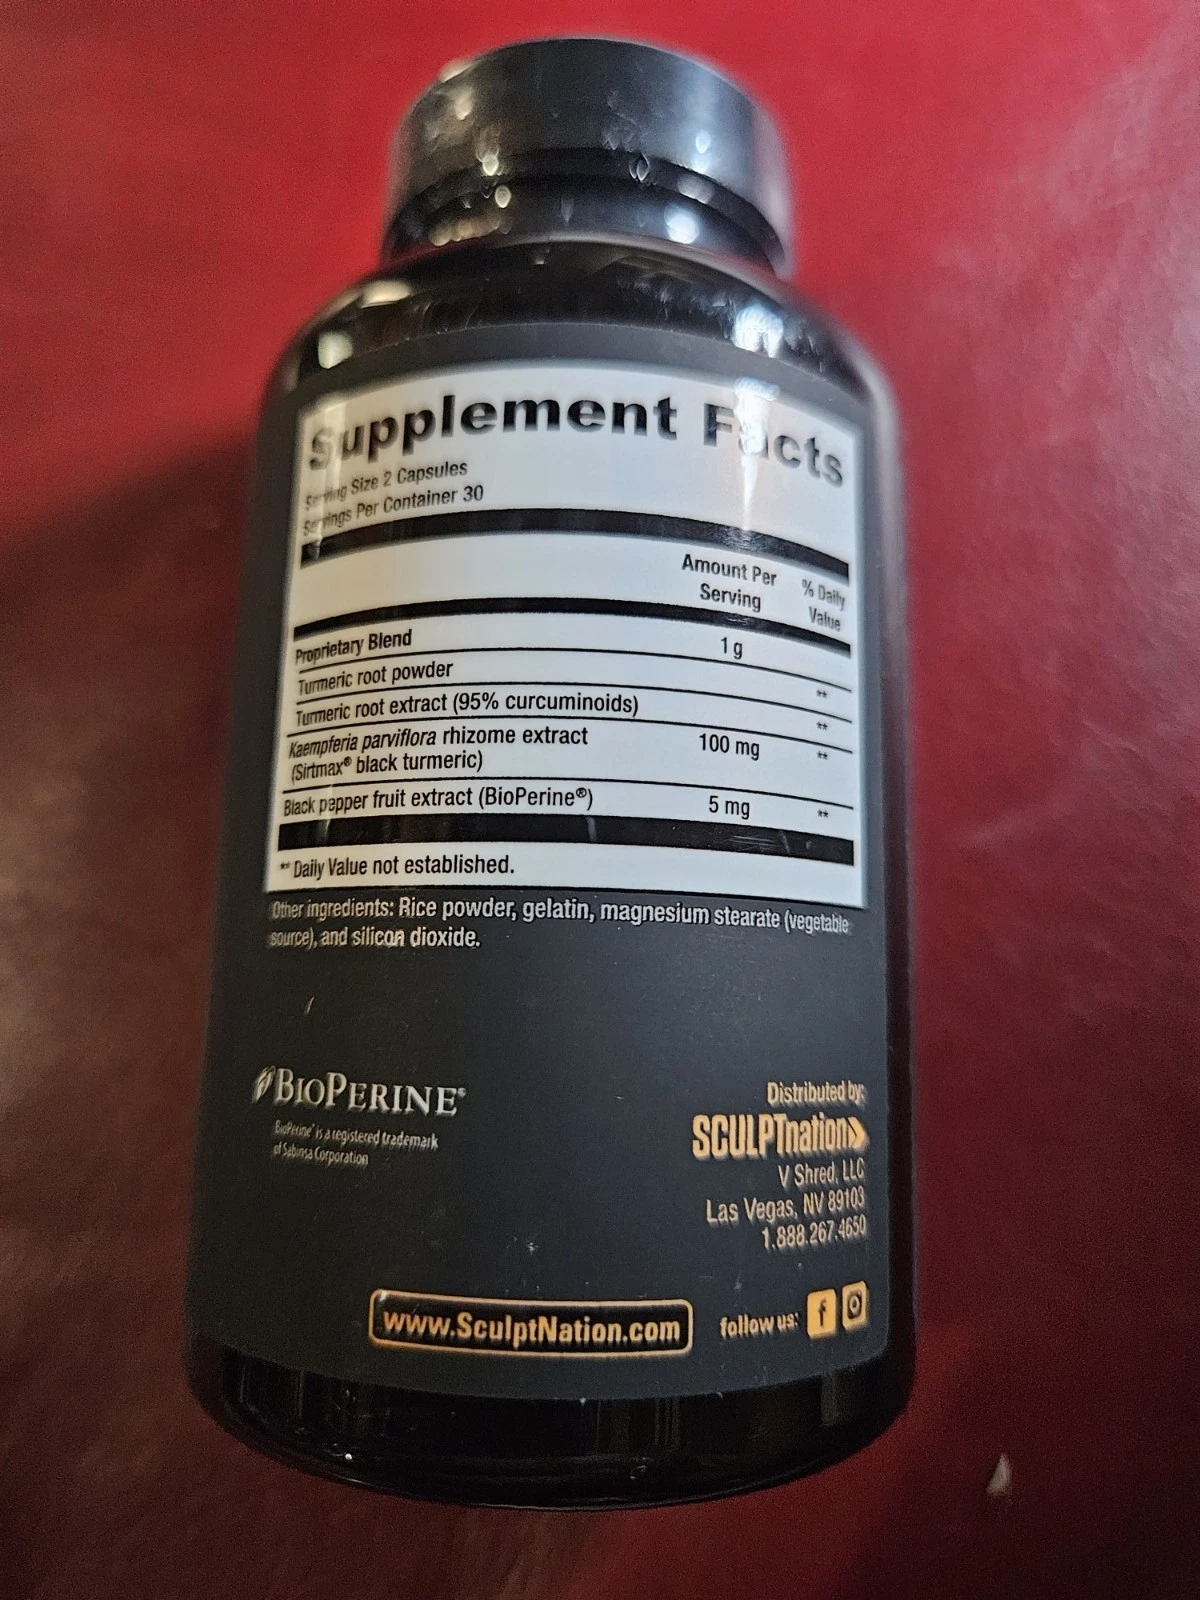 Supplement Facts
Serving Size 2 Capsules
Servings Per Container 30
Amount Per Serving
% Daily Value
Proprietary Blend 1 g
Turmeric root powder **
Turmeric root extract (95% curcuminoids) **
Kaempferia parviflora rhizome extract 100 mg **
(Sirtmax® black turmeric)
Black pepper fruit extract (BioPerine®) 5 mg **
** Daily Value not established.
Other ingredients: Rice powder, gelatin, magnesium stearate (vegetable
source), and silicon dioxide.
BIOPERINE®
BioPerine® is a registered trademark
of Sabinsa Corporation
Distributed by:
SCULPTnation
V Shred, LLC
Las Vegas, NV 89103
1.888.267.4650
www.SculptNation.com
follow us: